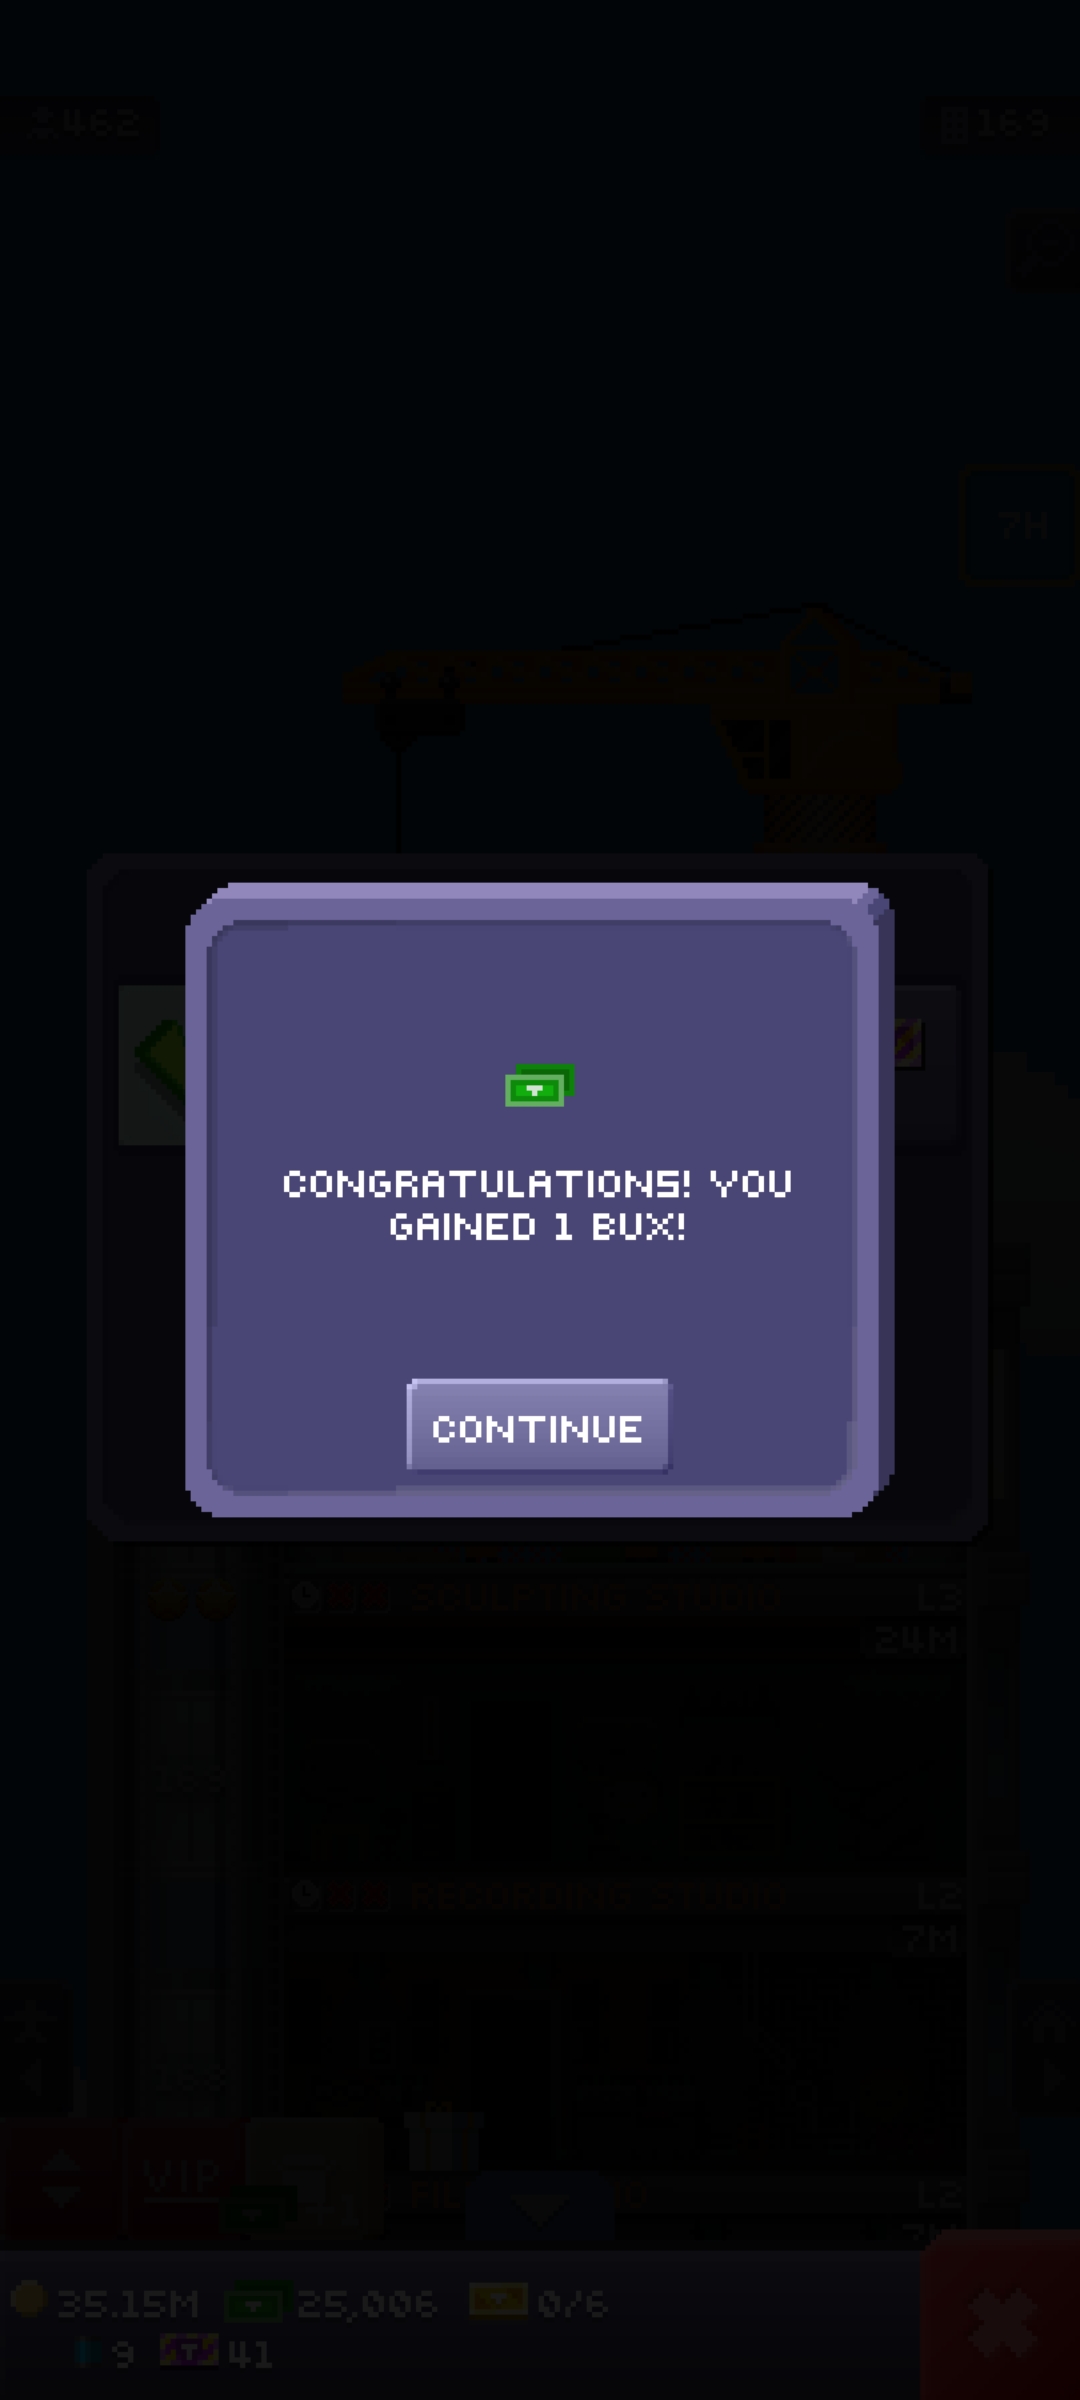 462
169
7H
CONGRATULATIONS! YOU
GAINED 1 BUX!
CONTINUE
SCULPTING STUDIO L3
24M
RECORDING STUDIO L2
7M
VIP
L2
35.15M 25,006 0/6
9 41